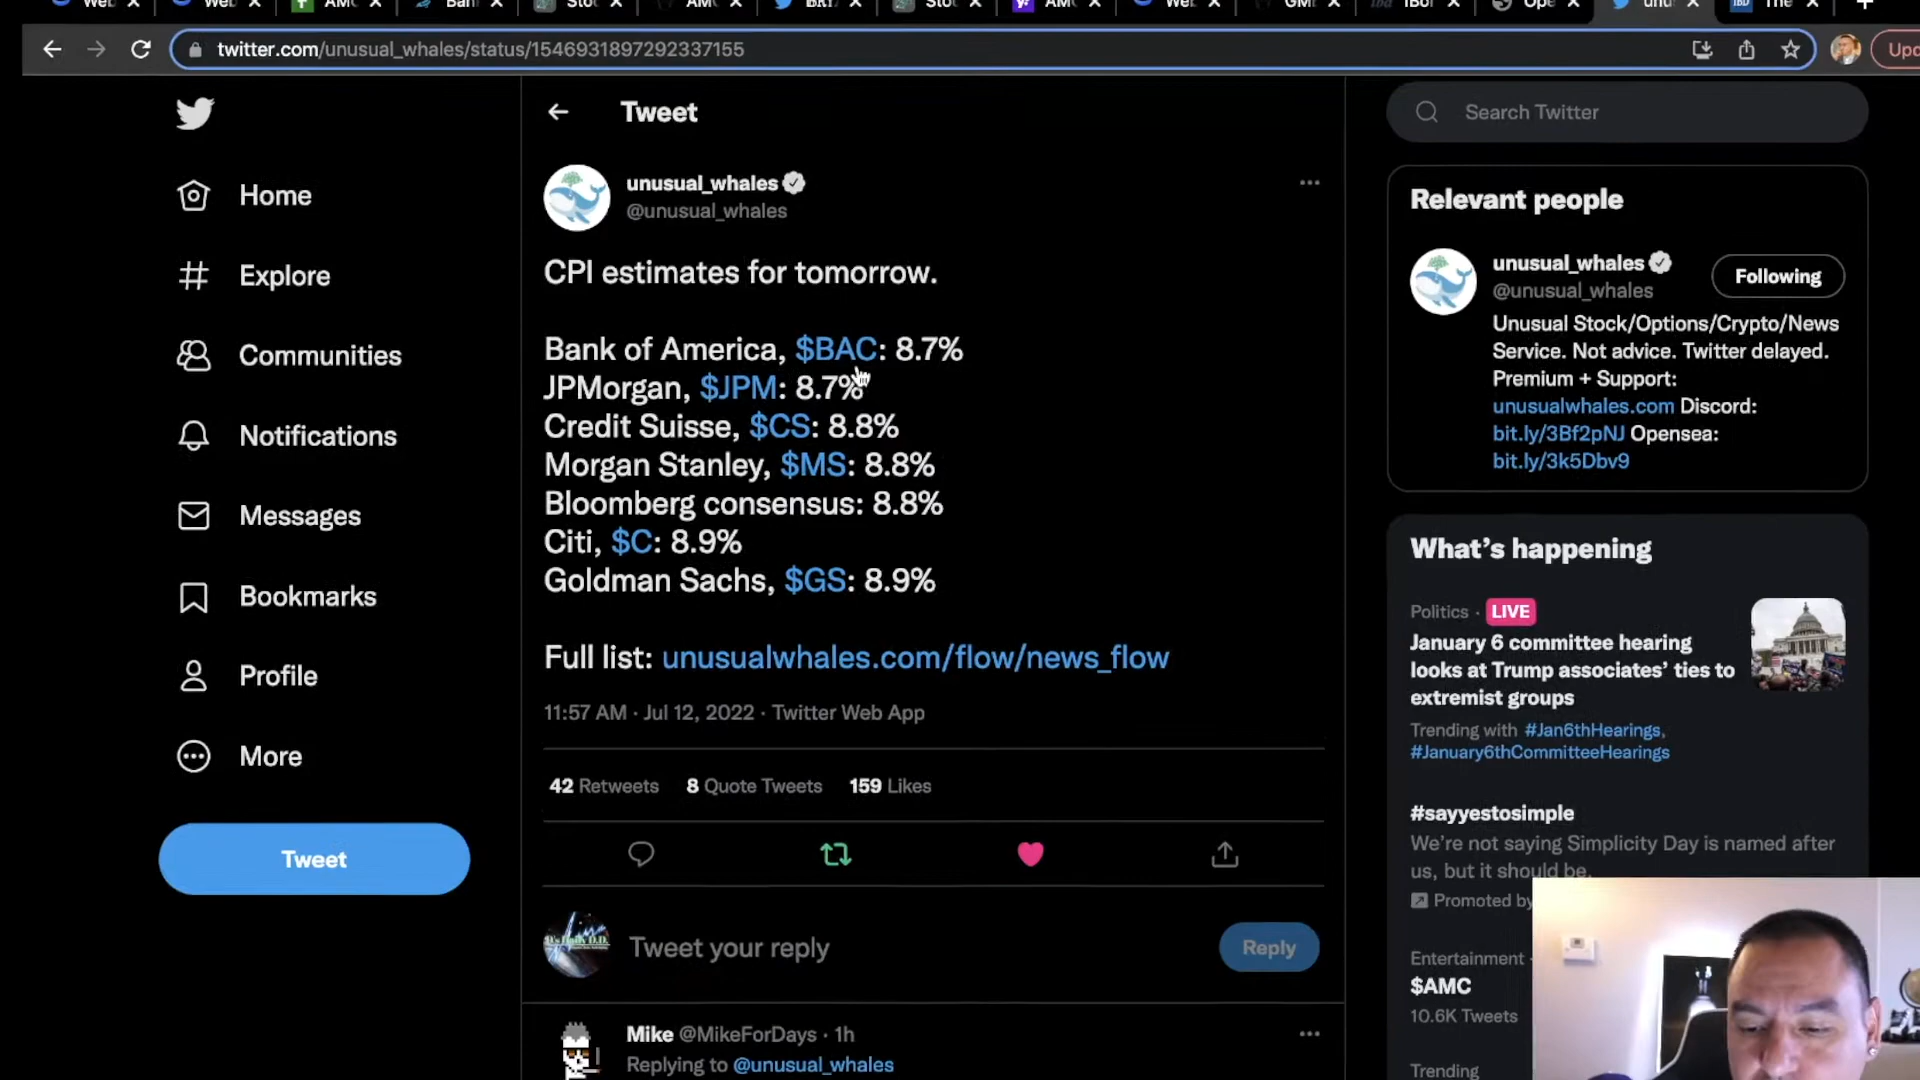 twitter.com/unusual_whales/status/1546931897292337155
Tweet
Search Twitter
Home
Explore
Communities
Notifications
Messages
Bookmarks
Profile
More
Tweet
unusual_whales
@unusual_whales
CPI estimates for tomorrow.
Bank of America, $BAC: 8.7%
JPMorgan, $JPM: 8.7%
Credit Suisse, $CS: 8.8%
Morgan Stanley, $MS: 8.8%
Bloomberg consensus: 8.8%
Citi, $C: 8.9%
Goldman Sachs, $GS: 8.9%
Full list: unusualwhales.com/flow/news_flow
11:57 AM · Jul 12, 2022 · Twitter Web App
42 Retweets 8 Quote Tweets 159 Likes
Tweet your reply
Reply
Mike @MikeForDays · 1h
Replying to @unusual_whales
Relevant people
unusual_whales
@unusual_whales
Following
Unusual Stock/Options/Crypto/News
Service. Not advice. Twitter delayed.
Premium + Support:
unusualwhales.com Discord:
bit.ly/3Bf2pNJ Opensea:
bit.ly/3k5Dbv9
What's happening
Politics · LIVE
January 6 committee hearing
looks at Trump associates' ties to
extremist groups
Trending with #Jan6thHearings,
#January6thCommitteeHearings
#sayyestosimple
We're not saying Simplicity Day is named after
us, but it should be.
Promoted by
Entertainment
$AMC
10.6K Tweets
Trending